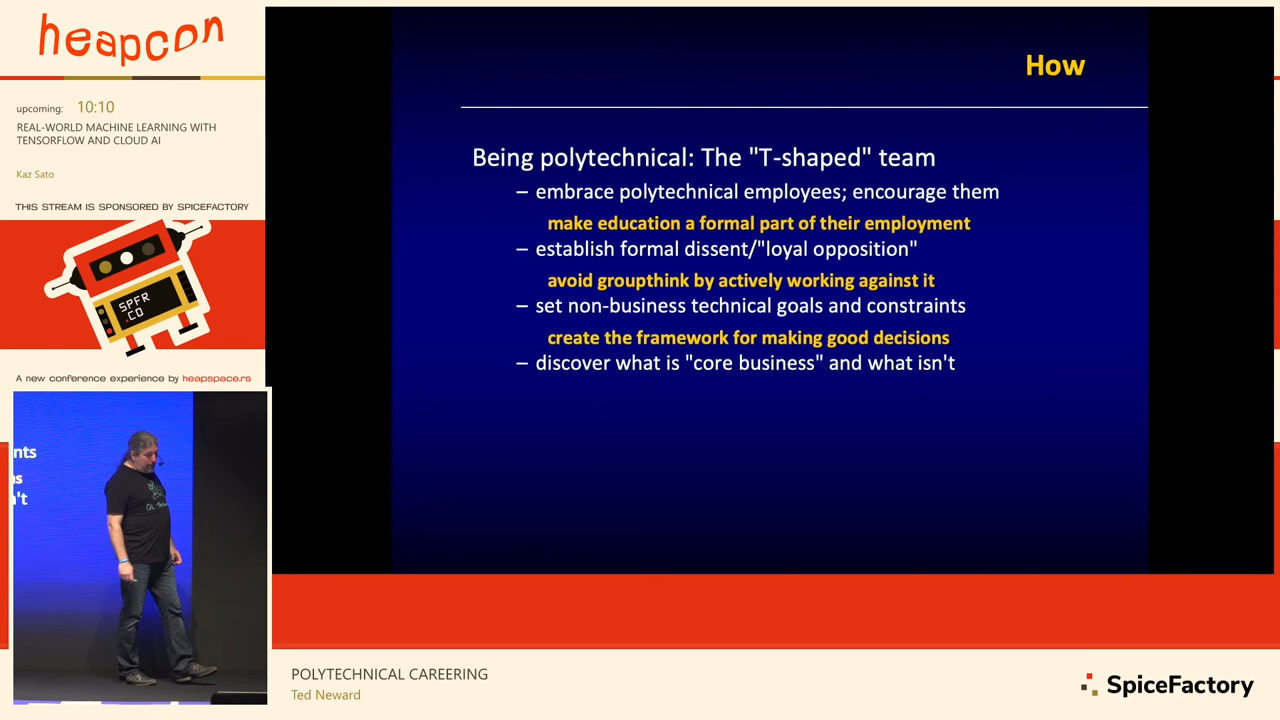 heapcon
upcoming: 10:10
REAL-WORLD MACHINE LEARNING WITH
TENSORFLOW AND CLOUD AI
Kaz Sato
THIS STREAM IS SPONSORED BY SPICEFACTORY
SPFR
.CO
A new conference experience by heapspace.rs
nts
n't
How
Being polytechnical: The "T-shaped" team
– embrace polytechnical employees; encourage them
make education a formal part of their employment
– establish formal dissent/"loyal opposition"
avoid groupthink by actively working against it
– set non-business technical goals and constraints
create the framework for making good decisions
– discover what is "core business" and what isn't
POLYTECHNICAL CAREERING
Ted Neward
SpiceFactory